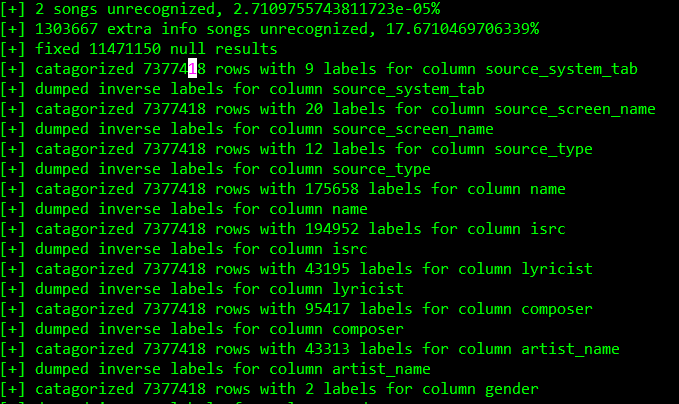 [+] 2 songs unrecognized, 2.7109755743811723e-05%
[+] 1303667 extra info songs unrecognized, 17.6710469706339%
[+] fixed 11471150 null results
[+] catagorized 7377418 rows with 9 labels for column source_system_tab
[+] dumped inverse labels for column source_system_tab
[+] catagorized 7377418 rows with 20 labels for column source_screen_name
[+] dumped inverse labels for column source_screen_name
[+] catagorized 7377418 rows with 12 labels for column source_type
[+] dumped inverse labels for column source_type
[+] catagorized 7377418 rows with 175658 labels for column name
[+] dumped inverse labels for column name
[+] catagorized 7377418 rows with 194952 labels for column isrc
[+] dumped inverse labels for column isrc
[+] catagorized 7377418 rows with 43195 labels for column lyricist
[+] dumped inverse labels for column lyricist
[+] catagorized 7377418 rows with 95417 labels for column composer
[+] dumped inverse labels for column composer
[+] catagorized 7377418 rows with 43313 labels for column artist_name
[+] dumped inverse labels for column artist_name
[+] catagorized 7377418 rows with 2 labels for column gender